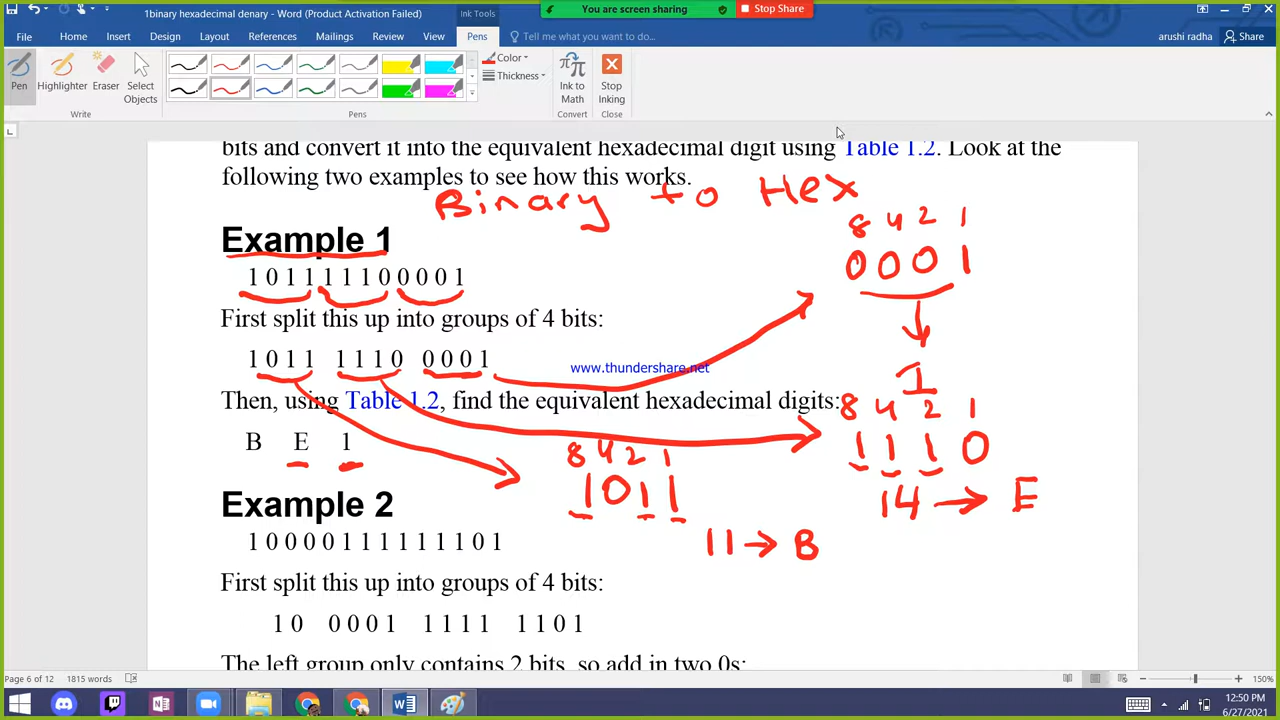 1binary hexadecimal denary - Word (Product Activation Failed)
Ink Tools
You are screen sharing
Stop Share
File Home Insert Design Layout References Mailings Review View Pens Tell me what you want to do...
arushi radha Share
Pen Highlighter Eraser Select Objects
Color
Thickness
Ink to Math
Stop Inking
Write Pens Convert Close
bits and convert it into the equivalent hexadecimal digit using Table 1.2. Look at the
following two examples to see how this works.
Binary to Hex
8 4 2 1
0 0 0 1
1
Example 1
1 0 1 1 1 1 1 0 0 0 0 1
First split this up into groups of 4 bits:
1 0 1 1 1 1 1 0 0 0 0 1
www.thundershare.net
Then, using Table 1.2, find the equivalent hexadecimal digits:
B E 1
8 4 2 1
1 0 1 1
11 → B
8 4 2 1
1 1 1 0
14 → E
Example 2
1 0 0 0 0 1 1 1 1 1 1 1 0 1
First split this up into groups of 4 bits:
1 0 0 0 0 1 1 1 1 1 1 1 0 1
The left group only contains 2 bits, so add in two 0s:
Page 6 of 12 1815 words
150%
12:50 PM
6/27/2021